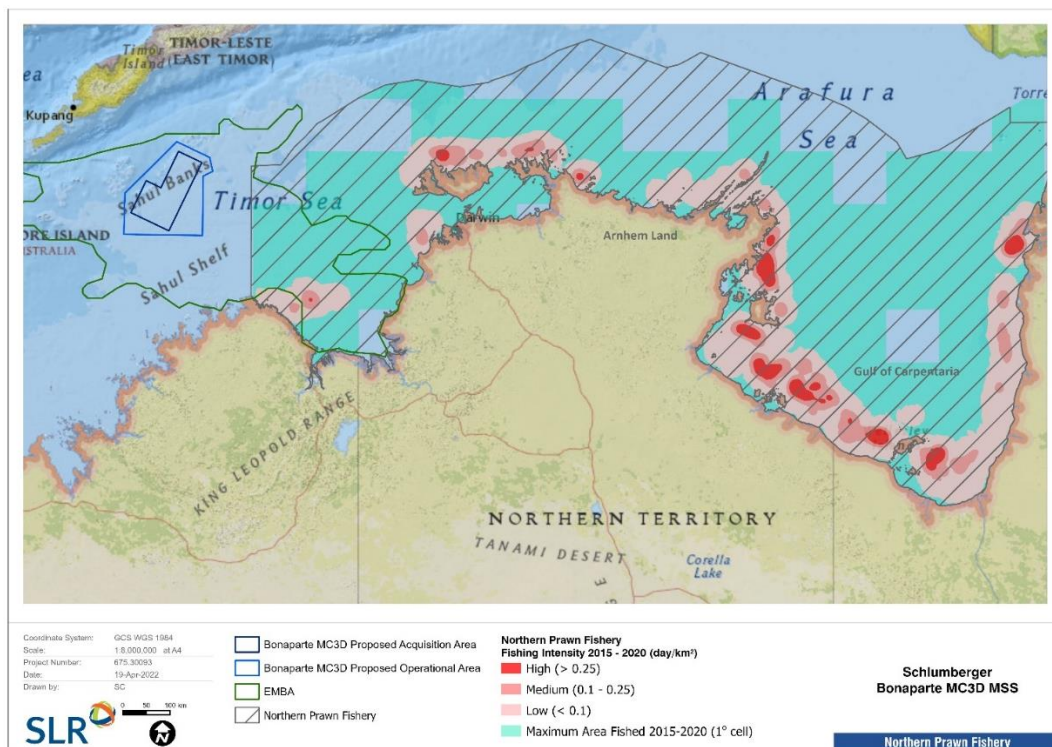 TIMOR-LESTE
(EAST TIMOR)
Timor
Island
ea
Kupang
Arafura
Sea
Torre
Sahul Banks
Timor Sea
ORE ISLAND
USTRALIA
Sahul Shelf
Darwin
Arnhem Land
Gulf of Carpentaria
KING LEOPOLD RANGE
NORTHERN TERRITORY
TANAMI DESERT
Corella
Lake
Coordinate System: GCS WGS 1984
Scale: 1:8,000,000 at A4
Project Number: 675.30093
Date: 19-Apr-2022
Drawn by: SC
0 50 100 km
SLR
N
Bonaparte MC3D Proposed Acquisition Area
Bonaparte MC3D Proposed Operational Area
EMBA
Northern Prawn Fishery
Northern Prawn Fishery
Fishing Intensity 2015 - 2020 (day/km²)
High (> 0.25)
Medium (0.1 - 0.25)
Low (< 0.1)
Maximum Area Fished 2015-2020 (1° cell)
Schlumberger
Bonaparte MC3D MSS
Northern Prawn Fishery